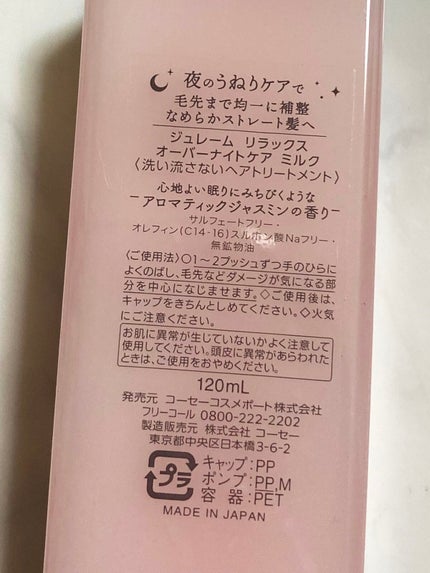 夜のうねりケアで
毛先まで均一に補整
なめらかストレート髪へ
ジュレーム リラックス
オーバーナイトケア ミルク
〈洗い流さないヘアトリートメント〉
心地よい眠りにみちびくような
ーアロマティックジャスミンの香りー
サルフェートフリー・
オレフィン(C14-16)スルホン酸Naフリー・
無鉱物油
〈ご使用法〉◇1～2プッシュずつ手のひらに
よくのばし、毛先などダメージが気になる部
分を中心になじませます。◇ご使用後は、
キャップをきちんとしめてください。◇火気
にご注意ください。
お肌に異常が生じていないかよく注意して
使用してください。頭皮に異常があらわれた
ときは、ご使用をおやめください。
120mL
発売元 コーセーコスメポート株式会社
フリーコール 0800-222-2202
製造販売元 株式会社 コーセー
東京都中央区日本橋3-6-2
プラ
キャップ:PP
ポンプ:PP,M
容器:PET
MADE IN JAPAN